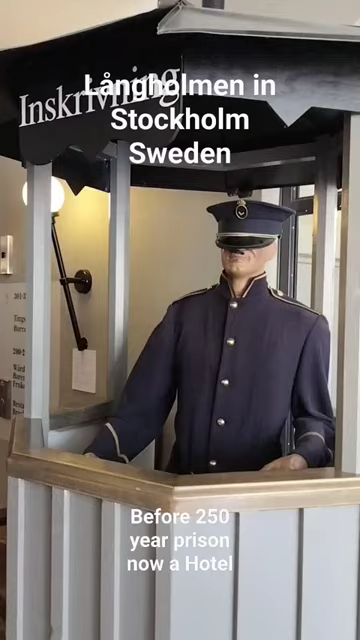 Långholmen in
Stockholm
Sweden
Inskrivning
Before 250
year prison
now a Hotel